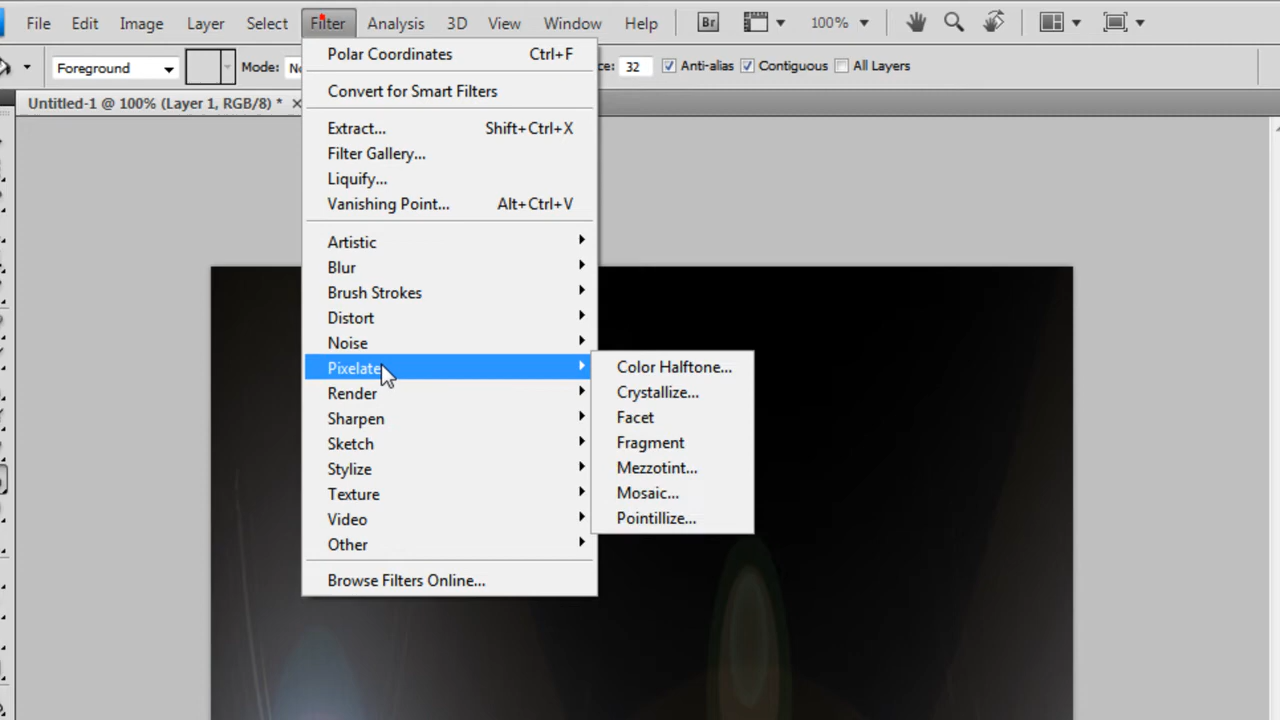 File Edit Image Layer Select Filter Analysis 3D View Window Help Br 100%
Foreground Mode: 32 Anti-alias Contiguous All Layers
Untitled-1 @ 100% (Layer 1, RGB/8) *
Polar Coordinates Ctrl+F
Convert for Smart Filters
Extract... Shift+Ctrl+X
Filter Gallery...
Liquify...
Vanishing Point... Alt+Ctrl+V
Artistic
Blur
Brush Strokes
Distort
Noise
Pixelate
Render
Sharpen
Sketch
Stylize
Texture
Video
Other
Browse Filters Online...
Color Halftone...
Crystallize...
Facet
Fragment
Mezzotint...
Mosaic...
Pointillize...